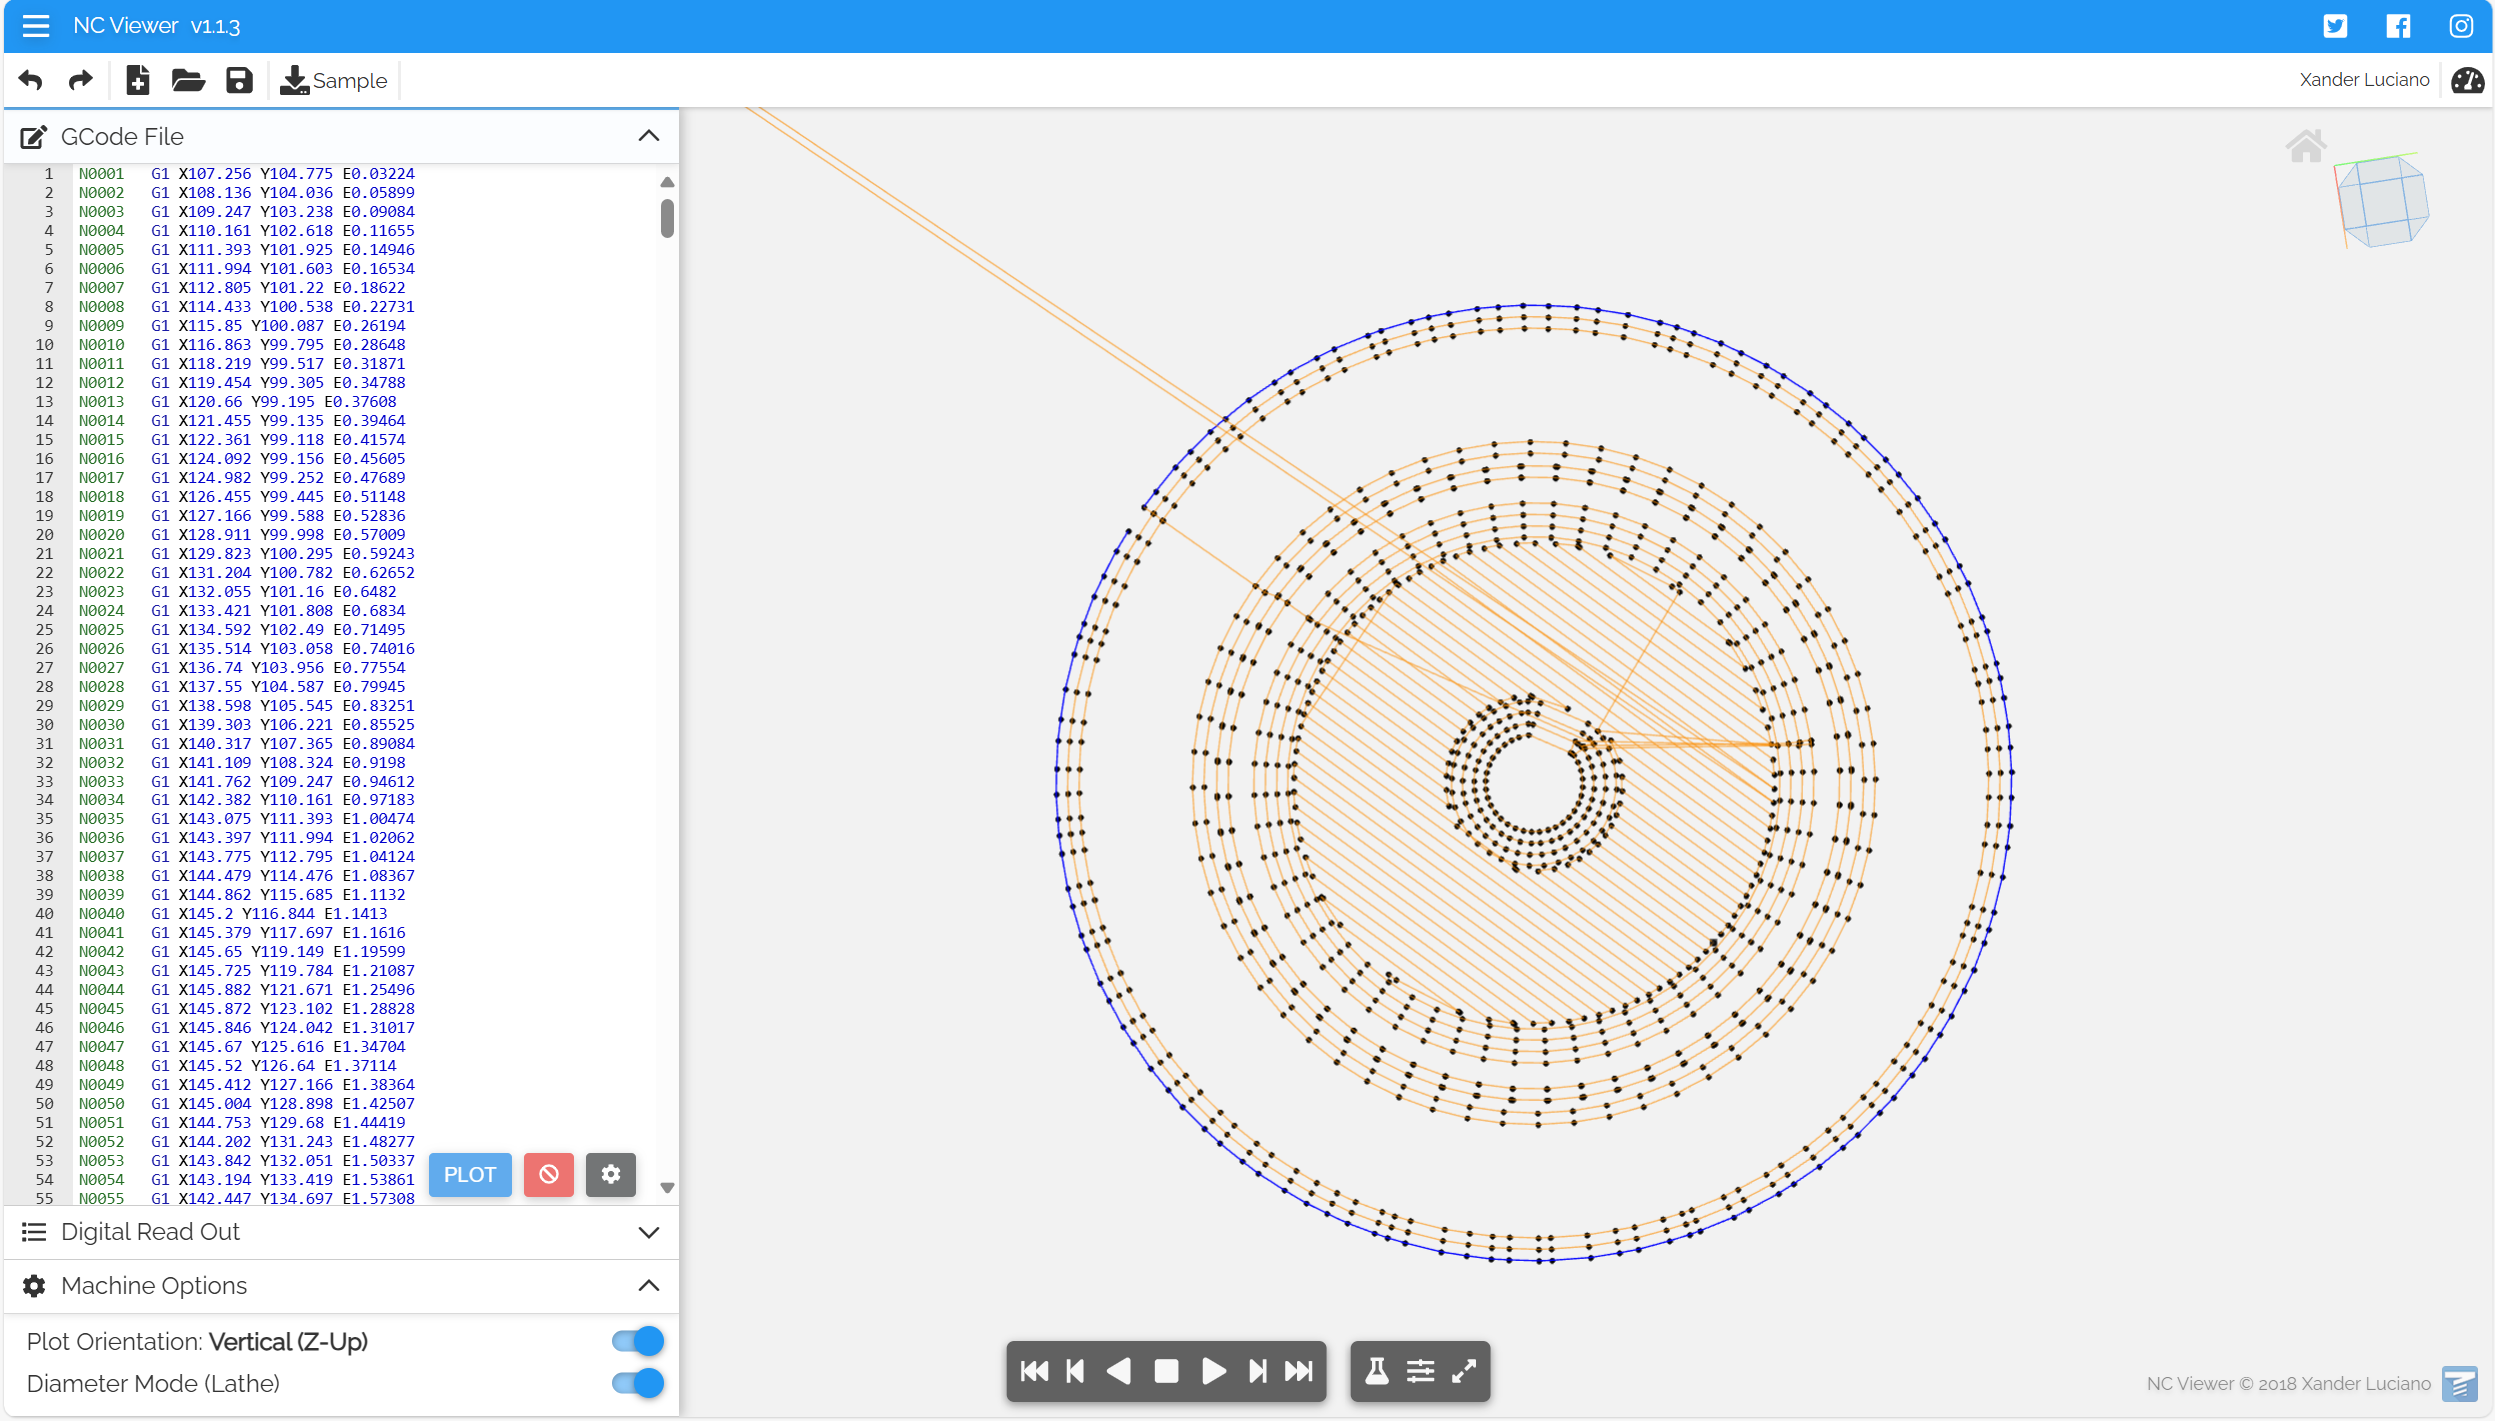 NC Viewer v1.1.3
Sample
Xander Luciano
GCode File
1 N0001 G1 X107.256 Y104.775 E0.03224
2 N0002 G1 X108.136 Y104.036 E0.05899
3 N0003 G1 X109.247 Y103.238 E0.09084
4 N0004 G1 X110.161 Y102.618 E0.11655
5 N0005 G1 X111.393 Y101.925 E0.14946
6 N0006 G1 X111.994 Y101.603 E0.16534
7 N0007 G1 X112.805 Y101.22 E0.18622
8 N0008 G1 X114.433 Y100.538 E0.22731
9 N0009 G1 X115.85 Y100.087 E0.26194
10 N0010 G1 X116.863 Y99.795 E0.28648
11 N0011 G1 X118.219 Y99.517 E0.31871
12 N0012 G1 X119.454 Y99.305 E0.34788
13 N0013 G1 X120.66 Y99.195 E0.37608
14 N0014 G1 X121.455 Y99.135 E0.39464
15 N0015 G1 X122.361 Y99.118 E0.41574
16 N0016 G1 X124.092 Y99.156 E0.45605
17 N0017 G1 X124.982 Y99.252 E0.47689
18 N0018 G1 X126.455 Y99.445 E0.51148
19 N0019 G1 X127.166 Y99.588 E0.52836
20 N0020 G1 X128.911 Y99.998 E0.57009
21 N0021 G1 X129.823 Y100.295 E0.59243
22 N0022 G1 X131.204 Y100.782 E0.62652
23 N0023 G1 X132.055 Y101.16 E0.6482
24 N0024 G1 X133.421 Y101.808 E0.6834
25 N0025 G1 X134.592 Y102.49 E0.71495
26 N0026 G1 X135.514 Y103.058 E0.74016
27 N0027 G1 X136.74 Y103.956 E0.77554
28 N0028 G1 X137.55 Y104.587 E0.79945
29 N0029 G1 X138.598 Y105.545 E0.83251
30 N0030 G1 X139.303 Y106.221 E0.85525
31 N0031 G1 X140.317 Y107.365 E0.89084
32 N0032 G1 X141.109 Y108.324 E0.9198
33 N0033 G1 X141.762 Y109.247 E0.94612
34 N0034 G1 X142.382 Y110.161 E0.97183
35 N0035 G1 X143.075 Y111.393 E1.00474
36 N0036 G1 X143.397 Y111.994 E1.02062
37 N0037 G1 X143.775 Y112.795 E1.04124
38 N0038 G1 X144.479 Y114.476 E1.08367
39 N0039 G1 X144.862 Y115.685 E1.1132
40 N0040 G1 X145.2 Y116.844 E1.1413
41 N0041 G1 X145.379 Y117.697 E1.1616
42 N0042 G1 X145.65 Y119.149 E1.19599
43 N0043 G1 X145.725 Y119.784 E1.21087
44 N0044 G1 X145.882 Y121.671 E1.25496
45 N0045 G1 X145.872 Y123.102 E1.28828
46 N0046 G1 X145.846 Y124.042 E1.31017
47 N0047 G1 X145.67 Y125.616 E1.34704
48 N0048 G1 X145.52 Y126.64 E1.37114
49 N0049 G1 X145.412 Y127.166 E1.38364
50 N0050 G1 X145.004 Y128.898 E1.42507
51 N0051 G1 X144.753 Y129.68 E1.44419
52 N0052 G1 X144.202 Y131.243 E1.48277
53 N0053 G1 X143.842 Y132.051 E1.50337
54 N0054 G1 X143.194 Y133.419 E1.53861
55 N0055 G1 X142.447 Y134.697 E1.57308
PLOT
Digital Read Out
Machine Options
Plot Orientation: Vertical (Z-Up)
Diameter Mode (Lathe)
NC Viewer © 2018 Xander Luciano